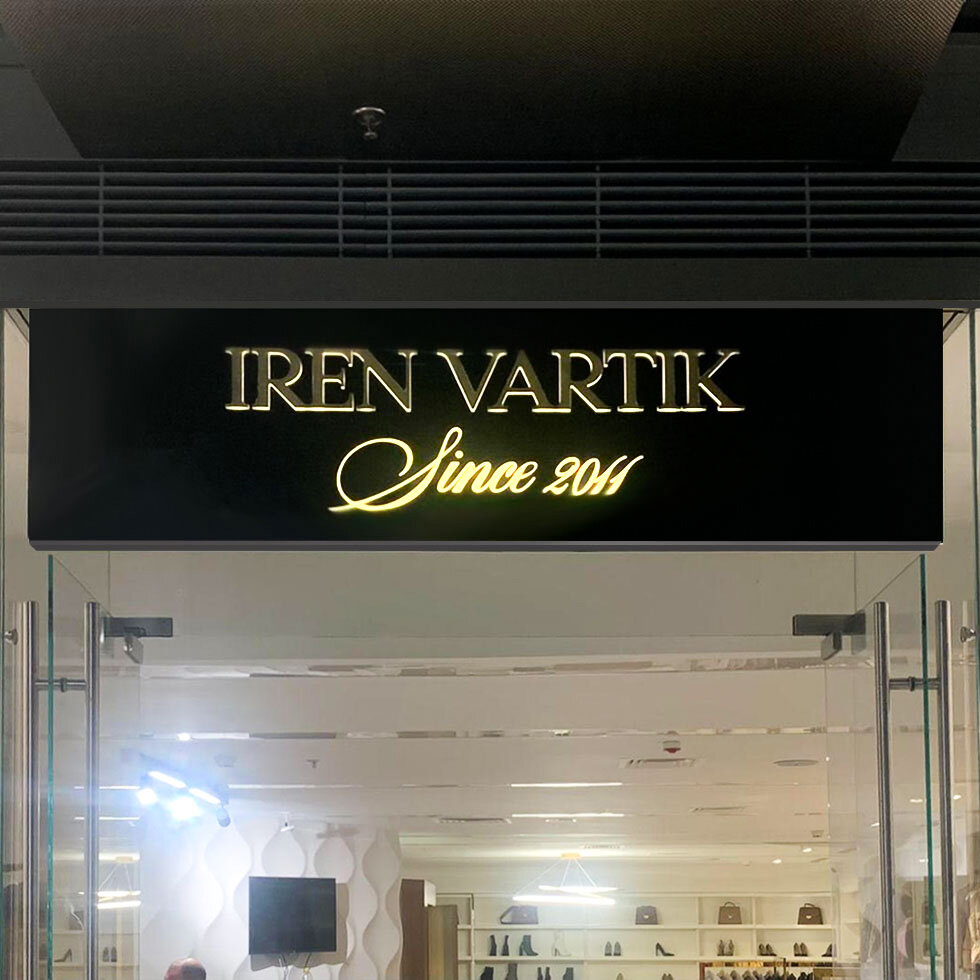 IREN VARTIK
Since 2011